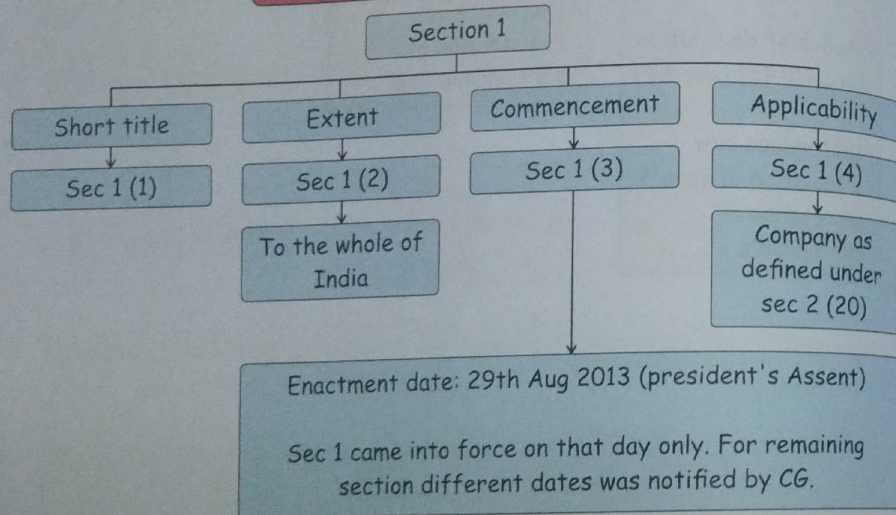 Section 1
Short title
Extent
Commencement
Applicability
Sec 1 (1)
Sec 1 (2)
Sec 1 (3)
Sec 1 (4)
To the whole of
India
Company as
defined under
sec 2 (20)
Enactment date: 29th Aug 2013 (president's Assent)
Sec 1 came into force on that day only. For remaining
section different dates was notified by CG.